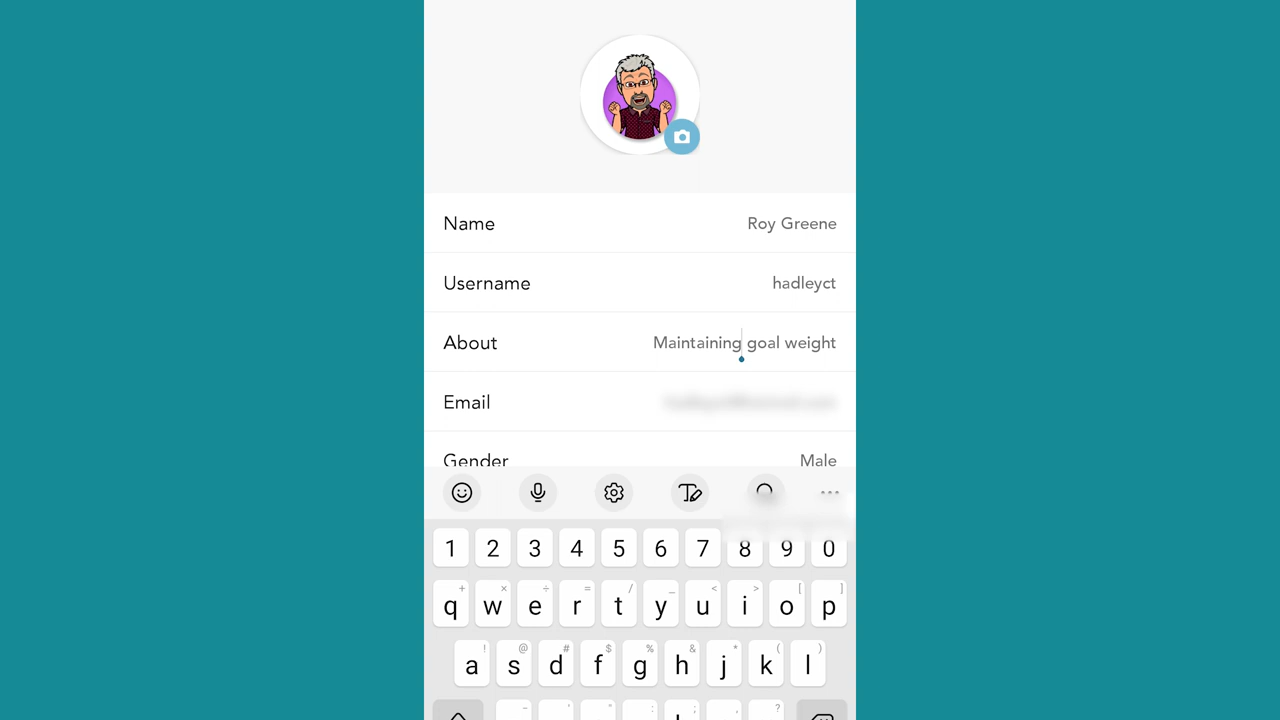 Name Roy Greene
Username hadleyct
About Maintaining goal weight
Email
Gender Male
1 2 3 4 5 6 7 8 9 0
+ × ÷ = / _ < > [ ]
q w e r t y u i o p
! @ # $ % & * ( )
a s d f g h j k l